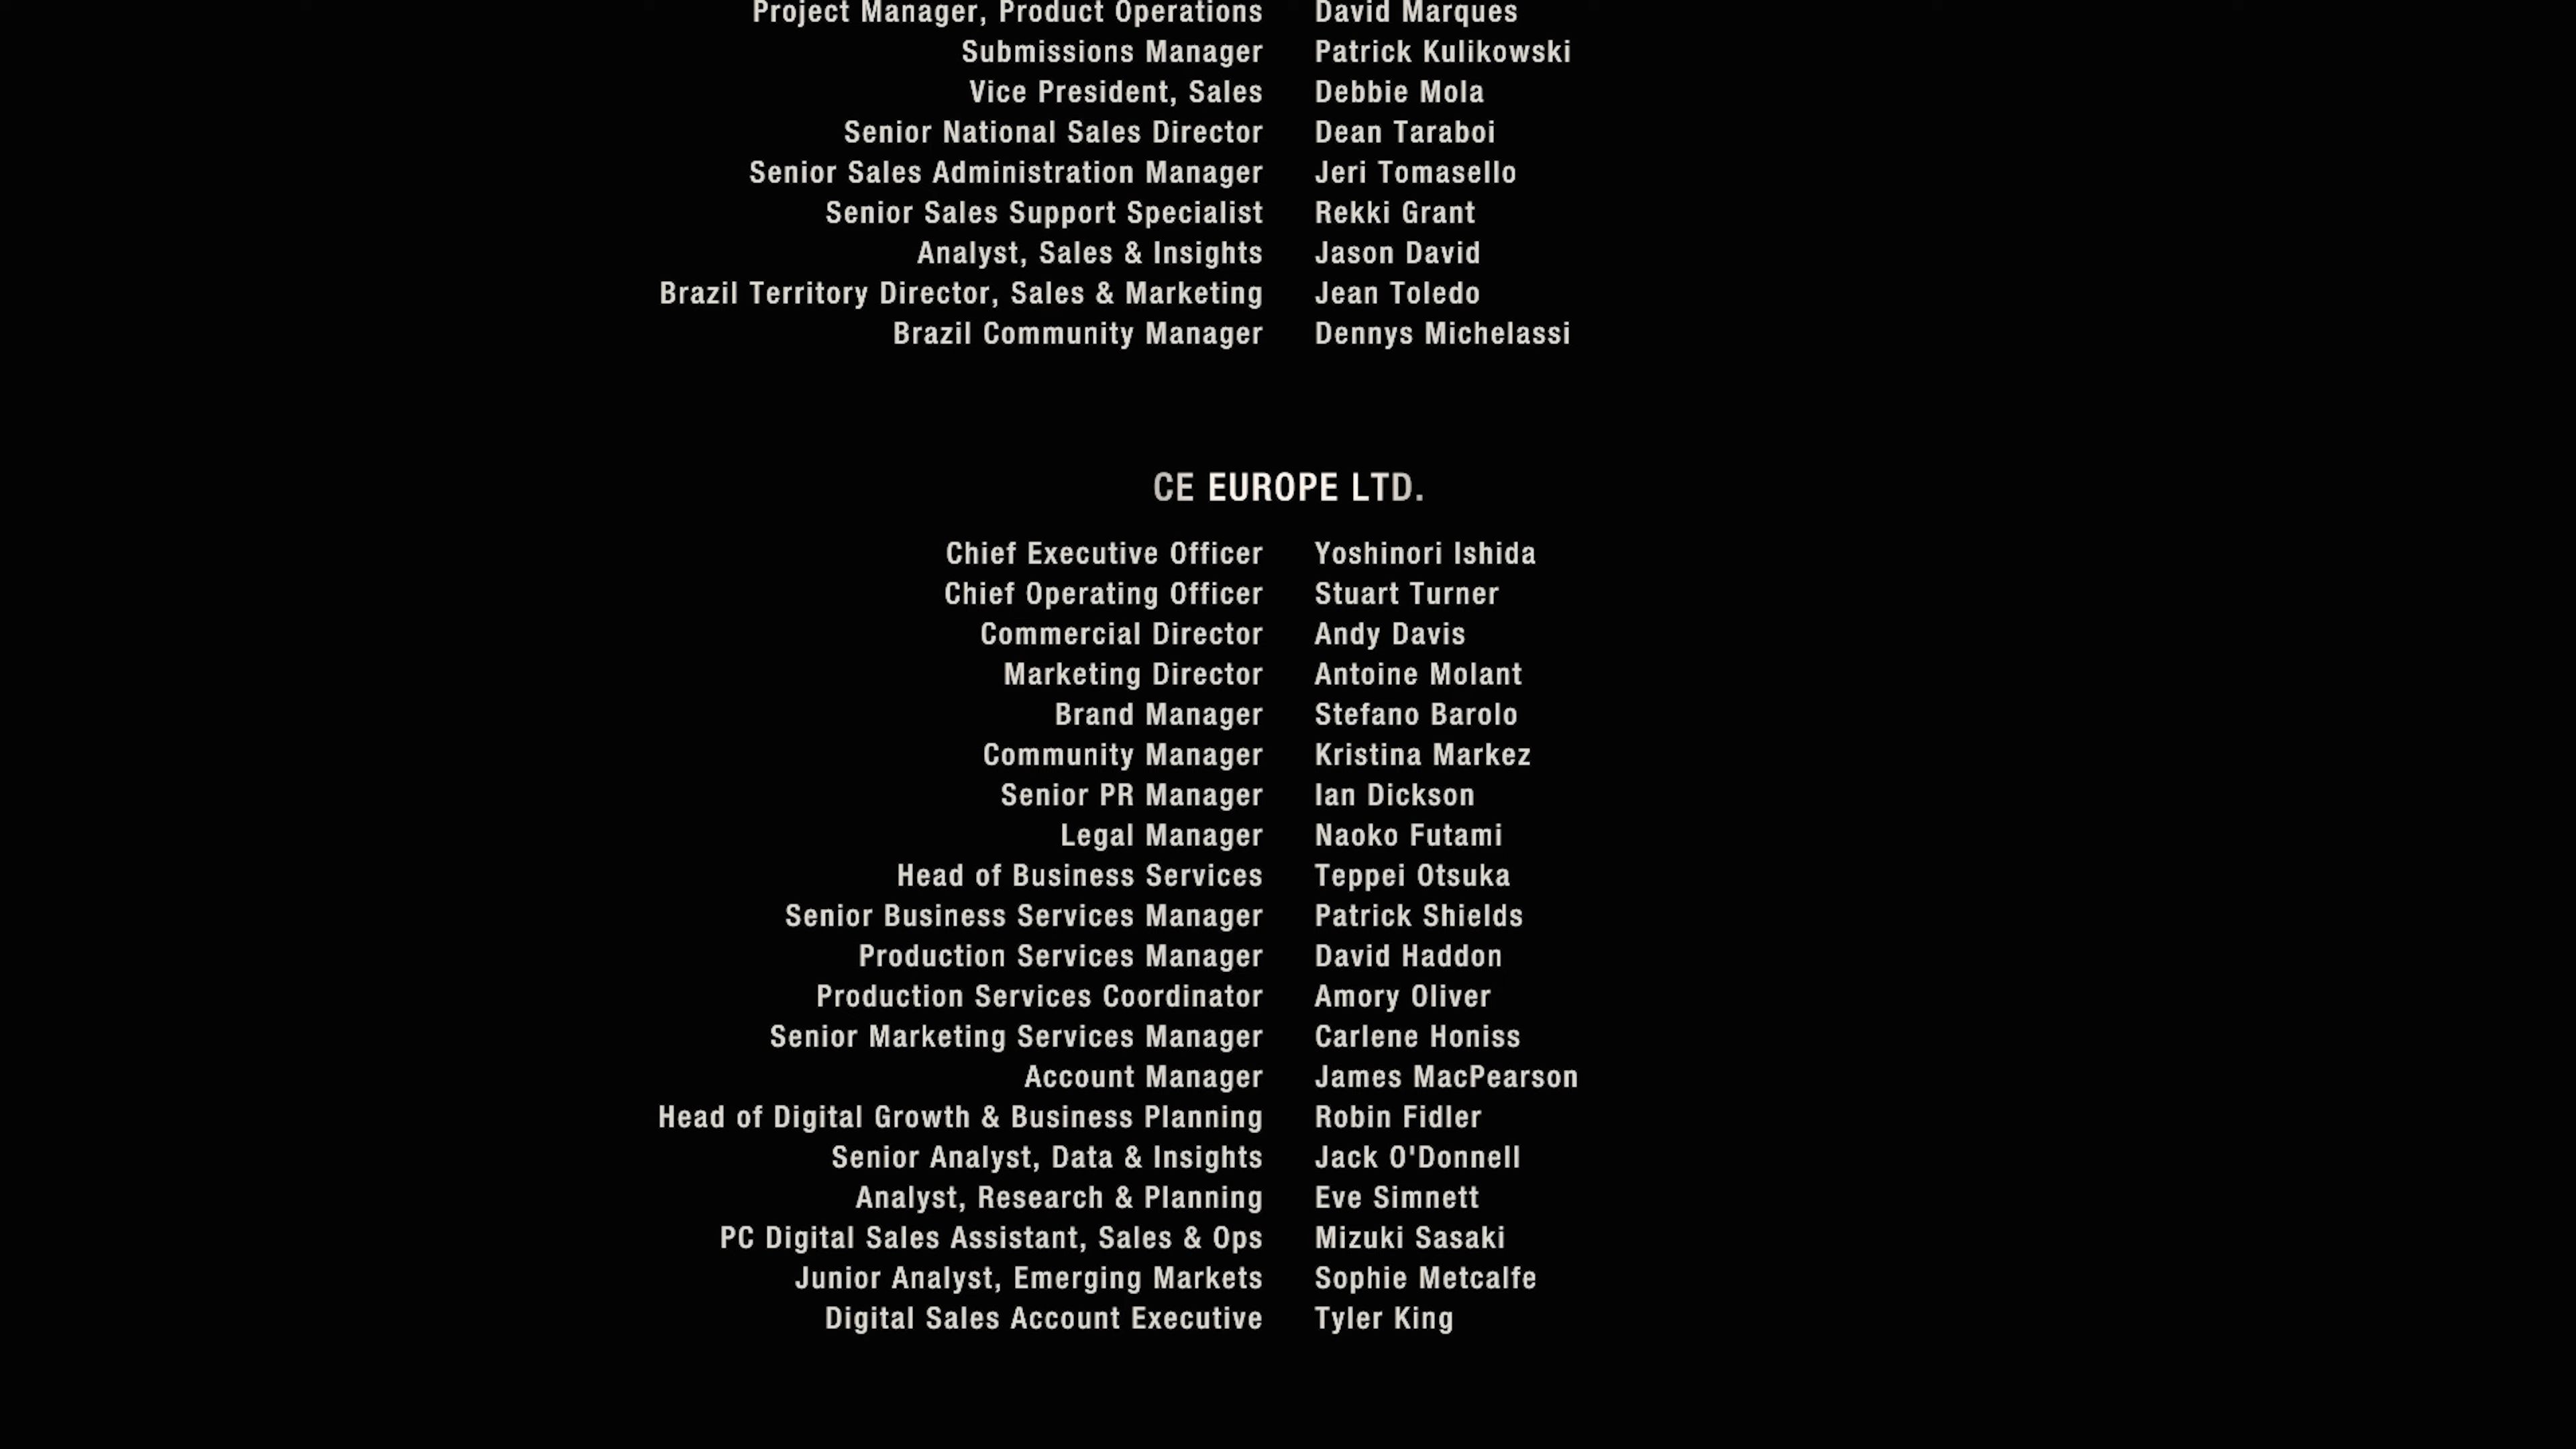 Project Manager, Product Operations David Marques
Submissions Manager Patrick Kulikowski
Vice President, Sales Debbie Mola
Senior National Sales Director Dean Taraboi
Senior Sales Administration Manager Jeri Tomasello
Senior Sales Support Specialist Rekki Grant
Analyst, Sales & Insights Jason David
Brazil Territory Director, Sales & Marketing Jean Toledo
Brazil Community Manager Dennys Michelassi
CE EUROPE LTD.
Chief Executive Officer Yoshinori Ishida
Chief Operating Officer Stuart Turner
Commercial Director Andy Davis
Marketing Director Antoine Molant
Brand Manager Stefano Barolo
Community Manager Kristina Markez
Senior PR Manager Ian Dickson
Legal Manager Naoko Futami
Head of Business Services Teppei Otsuka
Senior Business Services Manager Patrick Shields
Production Services Manager David Haddon
Production Services Coordinator Amory Oliver
Senior Marketing Services Manager Carlene Honiss
Account Manager James MacPearson
Head of Digital Growth & Business Planning Robin Fidler
Senior Analyst, Data & Insights Jack O'Donnell
Analyst, Research & Planning Eve Simnett
PC Digital Sales Assistant, Sales & Ops Mizuki Sasaki
Junior Analyst, Emerging Markets Sophie Metcalfe
Digital Sales Account Executive Tyler King